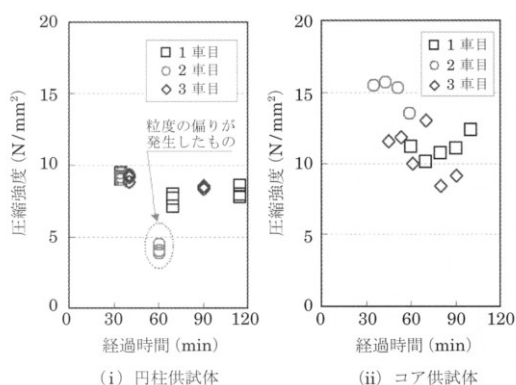 20
15
10
5
0
圧縮強度 (N/mm²)
1 車目
2 車目
3 車目
粒度の偏りが
発生したもの
0 30 60 90 120
経過時間 (min)
(i) 円柱供試体
20
15
10
5
0
圧縮強度 (N/mm²)
1 車目
2 車目
3 車目
0 30 60 90 120
経過時間 (min)
(ii) コア供試体